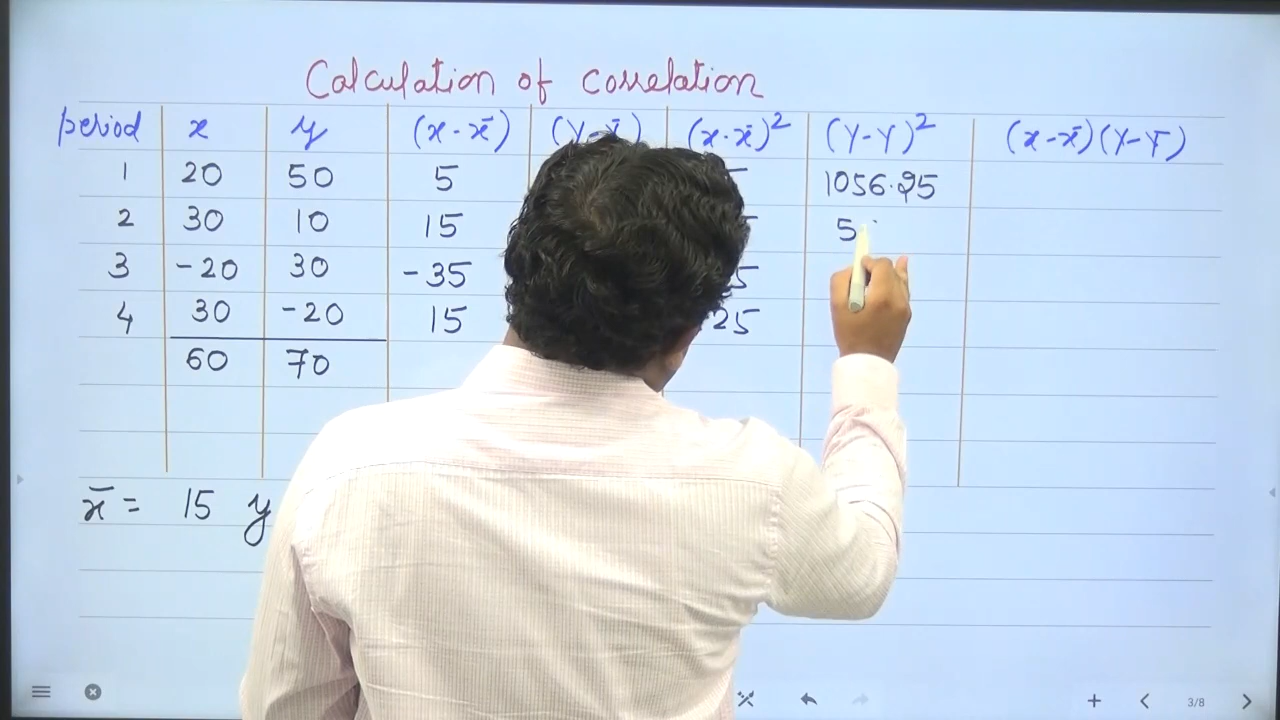 Calculation of correlation
period x y (x - x̄) (x - x̄)² (Y - Y)² (x - x̄) (Y - Y̅)
1 20 50 5 1056.25
2 30 10 15 5
3 -20 30 -35
4 30 -20 15 25
60 70
x̄ = 15 y
3/8